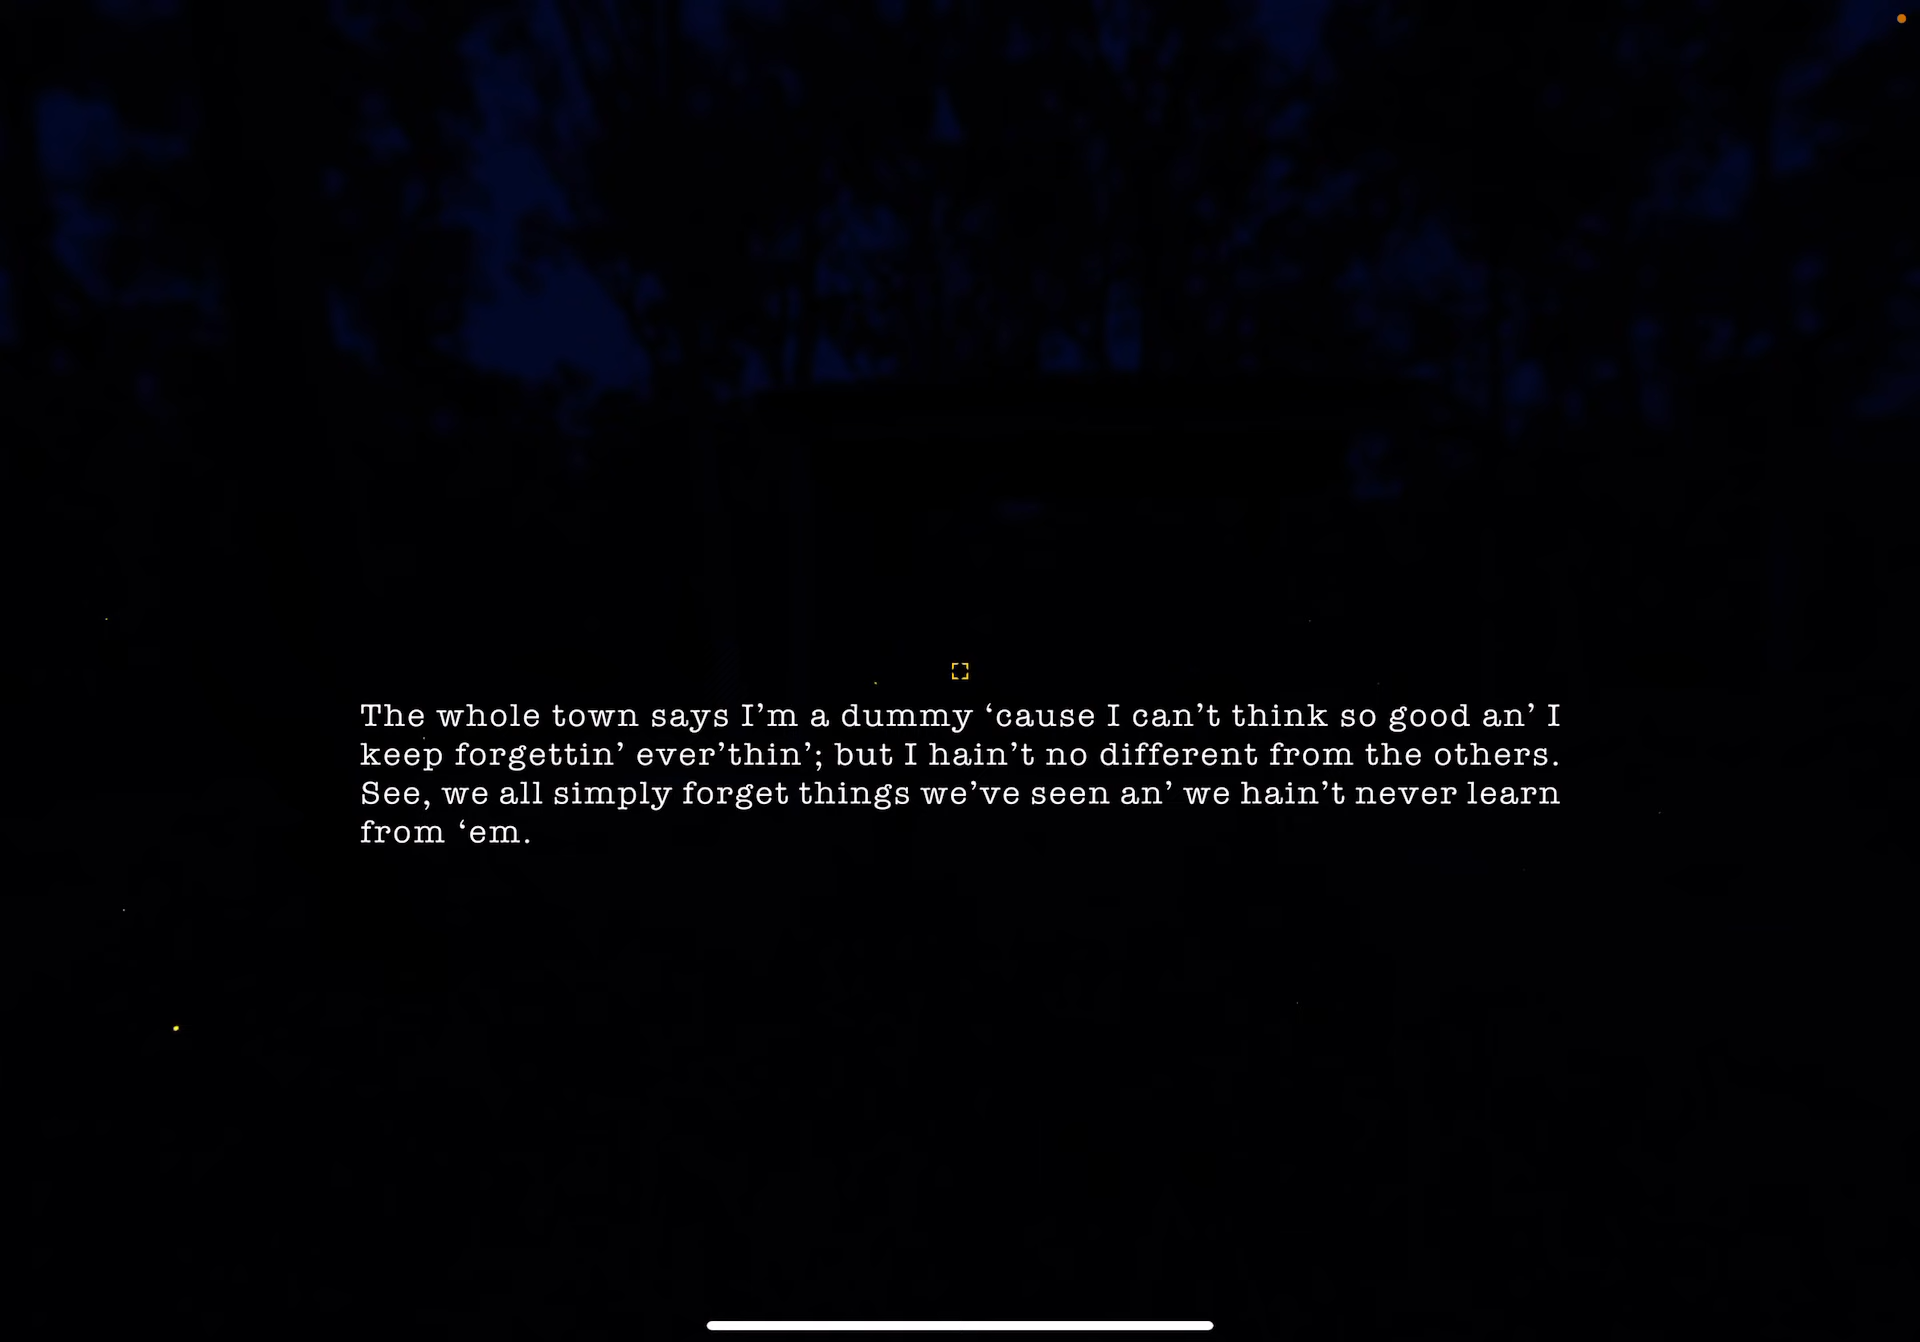 The whole town says I’m a dummy ‘cause I can’t think so good an’ I
keep forgettin’ ever’thin’; but I hain’t no different from the others.
See, we all simply forget things we’ve seen an’ we hain’t never learn
from ‘em.